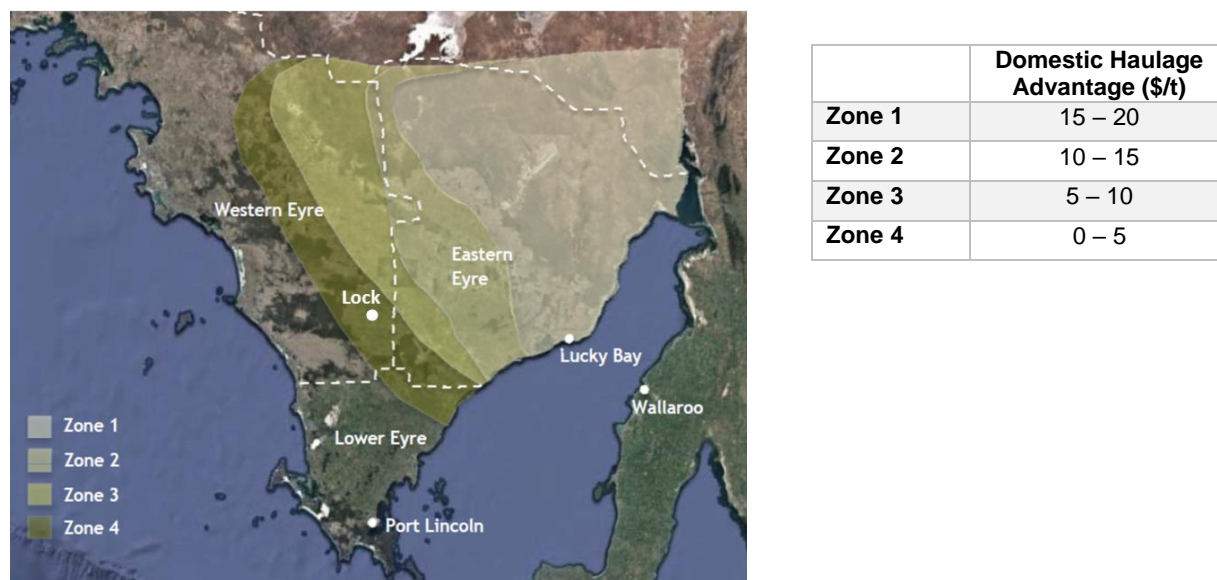 Western Eyre
Eastern
Eyre
Lock
Lucky Bay
Wallaroo
Lower Eyre
Port Lincoln
Zone 1
Zone 2
Zone 3
Zone 4
Domestic Haulage
Advantage ($/t)
Zone 1 15 – 20
Zone 2 10 – 15
Zone 3 5 – 10
Zone 4 0 – 5